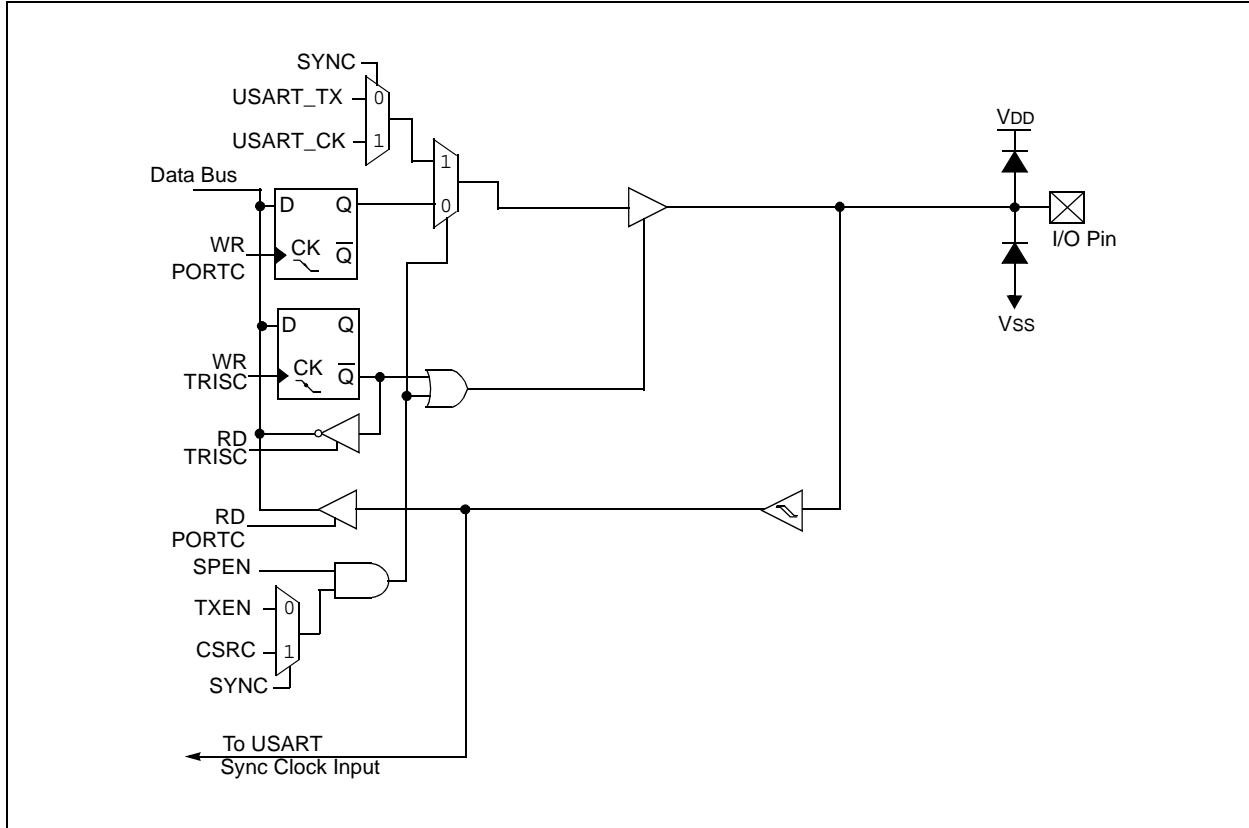 SYNC
USART_TX
0
USART_CK
1
1
0
Data Bus
D Q
WR
PORTC
CK Q
D Q
WR
TRISC
CK Q
RD
TRISC
RD
PORTC
SPEN
TXEN
0
CSRC
1
SYNC
To USART
Sync Clock Input
VDD
I/O Pin
VSS